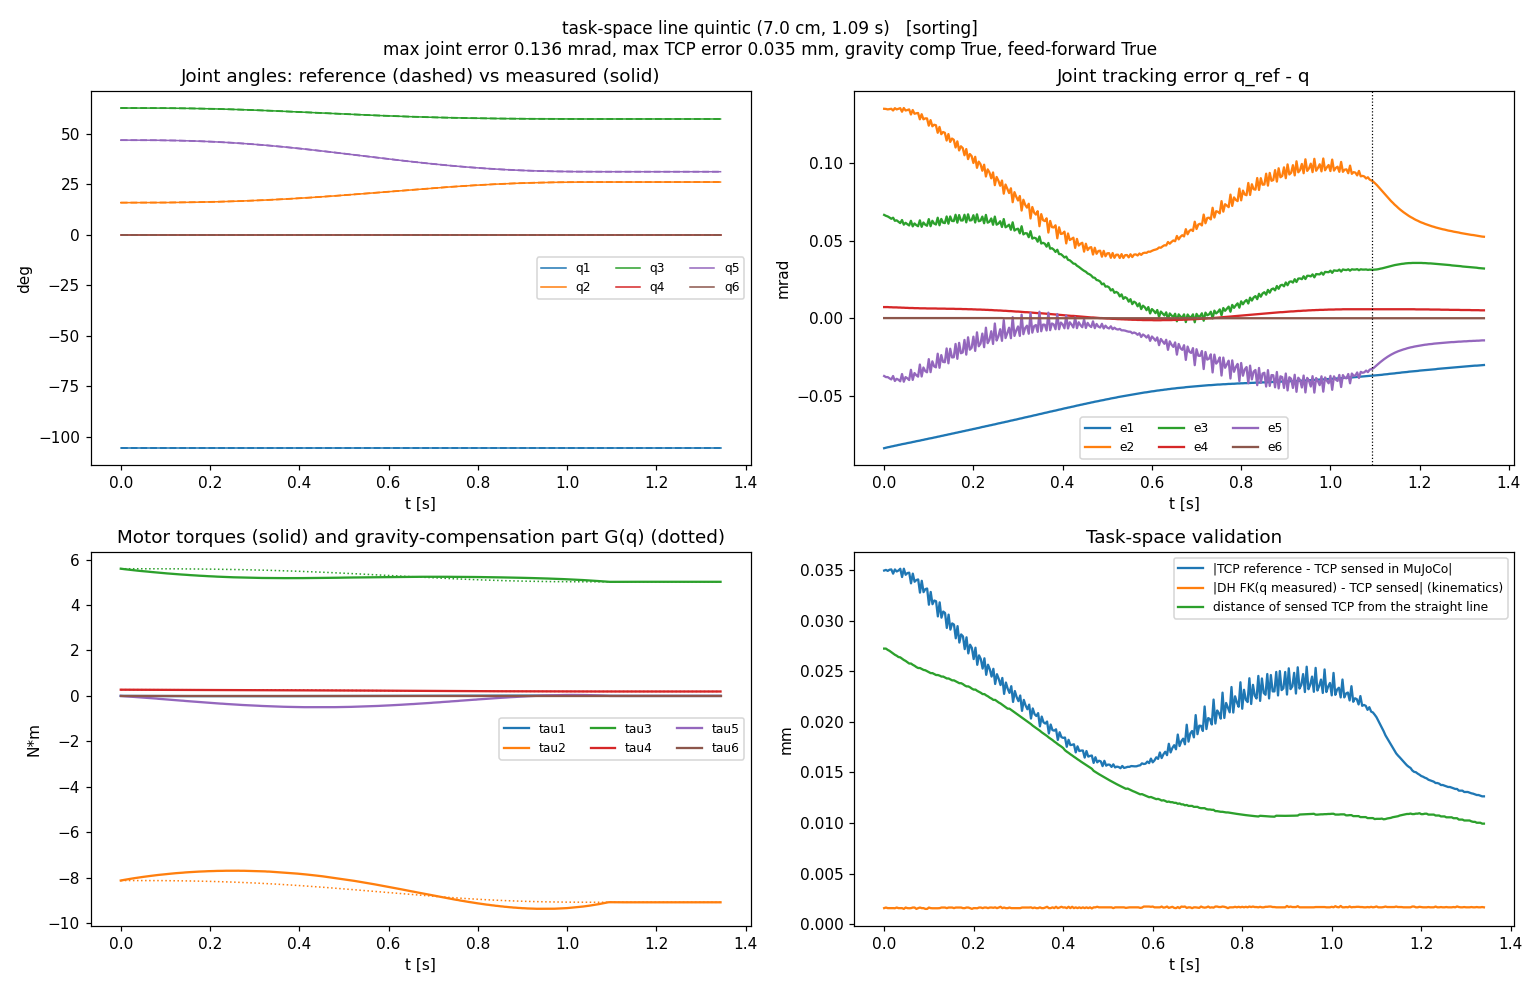 task-space line quintic (7.0 cm, 1.09 s)   [sorting]
max joint error 0.136 mrad, max TCP error 0.035 mm, gravity comp True, feed-forward True
Joint angles: reference (dashed) vs measured (solid)
50
25
0
−25
−50
−75
−100
deg
q1 q3 q5
q2 q4 q6
0.0 0.2 0.4 0.6 0.8 1.0 1.2 1.4
t [s]
Joint tracking error q_ref - q
0.10
0.05
0.00
−0.05
mrad
e1 e3 e5
e2 e4 e6
0.0 0.2 0.4 0.6 0.8 1.0 1.2 1.4
t [s]
Motor torques (solid) and gravity-compensation part G(q) (dotted)
6
4
2
0
−2
−4
−6
−8
−10
N*m
tau1 tau3 tau5
tau2 tau4 tau6
0.0 0.2 0.4 0.6 0.8 1.0 1.2 1.4
t [s]
Task-space validation
0.035
0.030
0.025
0.020
0.015
0.010
0.005
0.000
mm
|TCP reference - TCP sensed in MuJoCo|
|DH FK(q measured) - TCP sensed| (kinematics)
distance of sensed TCP from the straight line
0.0 0.2 0.4 0.6 0.8 1.0 1.2 1.4
t [s]